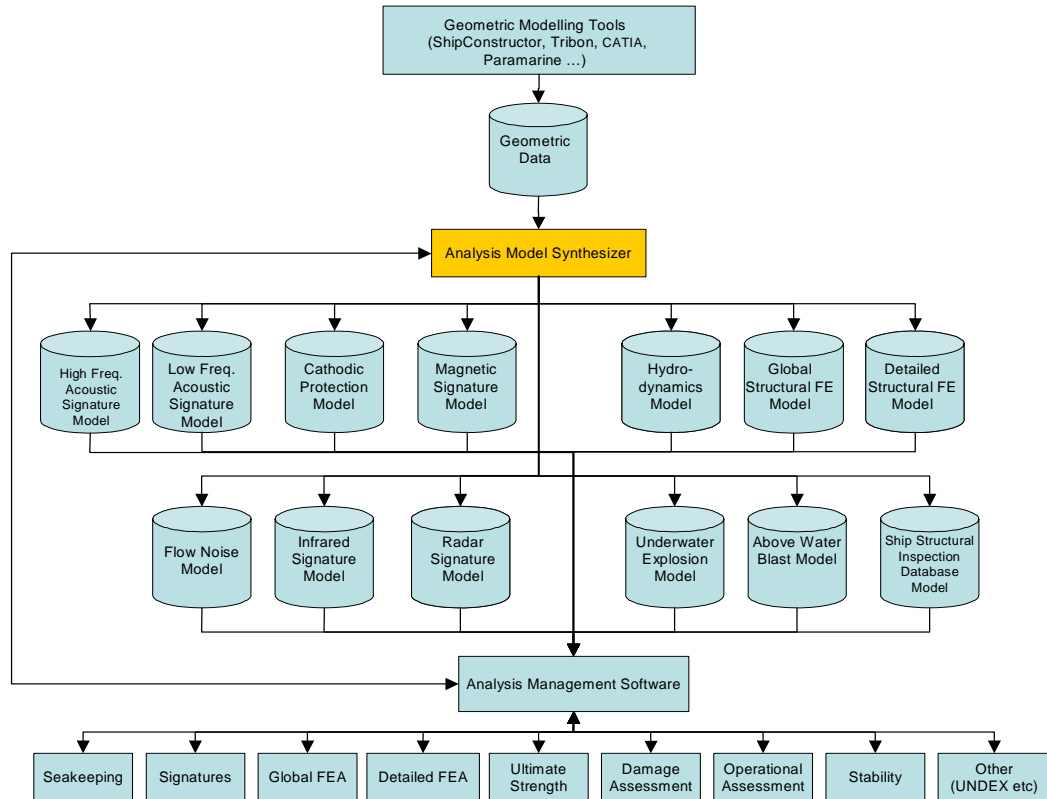 Geometric Modelling Tools
(ShipConstructor, Tribon, CATIA,
Paramarine ...)
Geometric
Data
Analysis Model Synthesizer
High Freq.
Acoustic
Signature
Model
Low Freq.
Acoustic
Signature
Model
Cathodic
Protection
Model
Magnetic
Signature
Model
Hydro-
dynamics
Model
Global
Structural FE
Model
Detailed
Structural FE
Model
Flow Noise
Model
Infrared
Signature
Model
Radar
Signature
Model
Underwater
Explosion
Model
Above Water
Blast Model
Ship Structural
Inspection
Database
Model
Analysis Management Software
Seakeeping
Signatures
Global FEA
Detailed FEA
Ultimate
Strength
Damage
Assessment
Operational
Assessment
Stability
Other
(UNDEX etc)